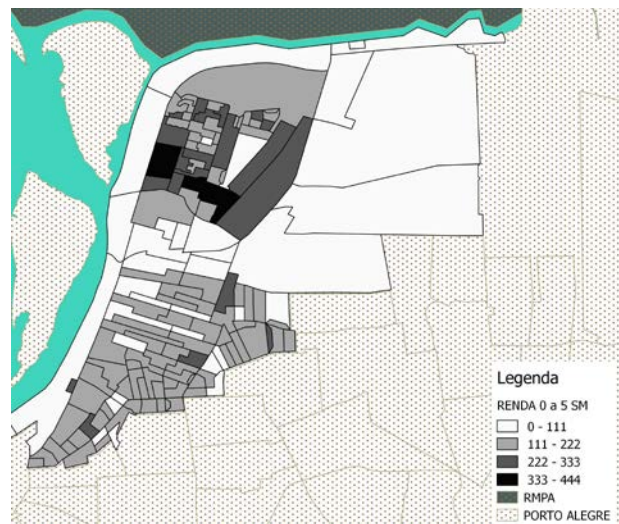 Legenda
RENDA 0 a 5 SM
0 - 111
111 - 222
222 - 333
333 - 444
RMPA
PORTO ALEGRE